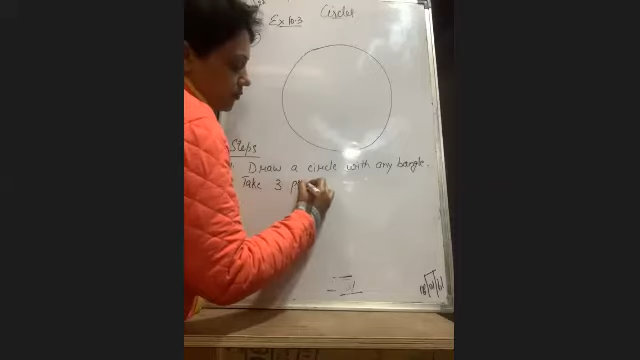 Circles
Ex 10.3
Steps
Draw a circle with any bangle.
Take 3